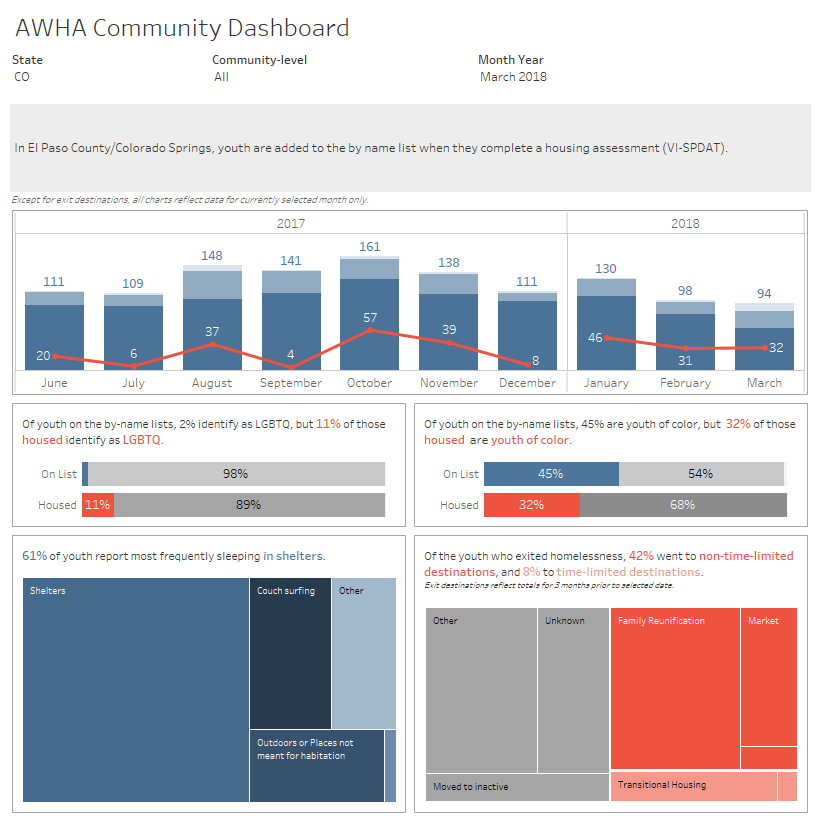 AWHA Community Dashboard
State
CO
Community-level
All
Month Year
March 2018
In El Paso County/Colorado Springs, youth are added to the by name list when they complete a housing assessment (VI-SPDAT).
Except for exit destinations, all charts reflect data for currently selected month only.
2017 2018
111 109 148 141 161 138 111 130 98 94
20 6 37 4 57 39 8 46 31 32
June July August September October November December January February March
Of youth on the by-name lists, 2% identify as LGBTQ, but 11% of those
housed identify as LGBTQ.
On List 98%
Housed 11% 89%
Of youth on the by-name lists, 45% are youth of color, but 32% of those
housed are youth of color.
On List 45% 54%
Housed 32% 68%
61% of youth report most frequently sleeping in shelters.
Shelters
Couch surfing
Other
Outdoors or Places not
meant for habitation
Of the youth who exited homelessness, 42% went to non-time-limited
destinations, and 8% to time-limited destinations.
Exit destinations reflect totals for 3 months prior to selected date.
Other
Unknown
Family Reunification
Market
Moved to inactive
Transitional Housing